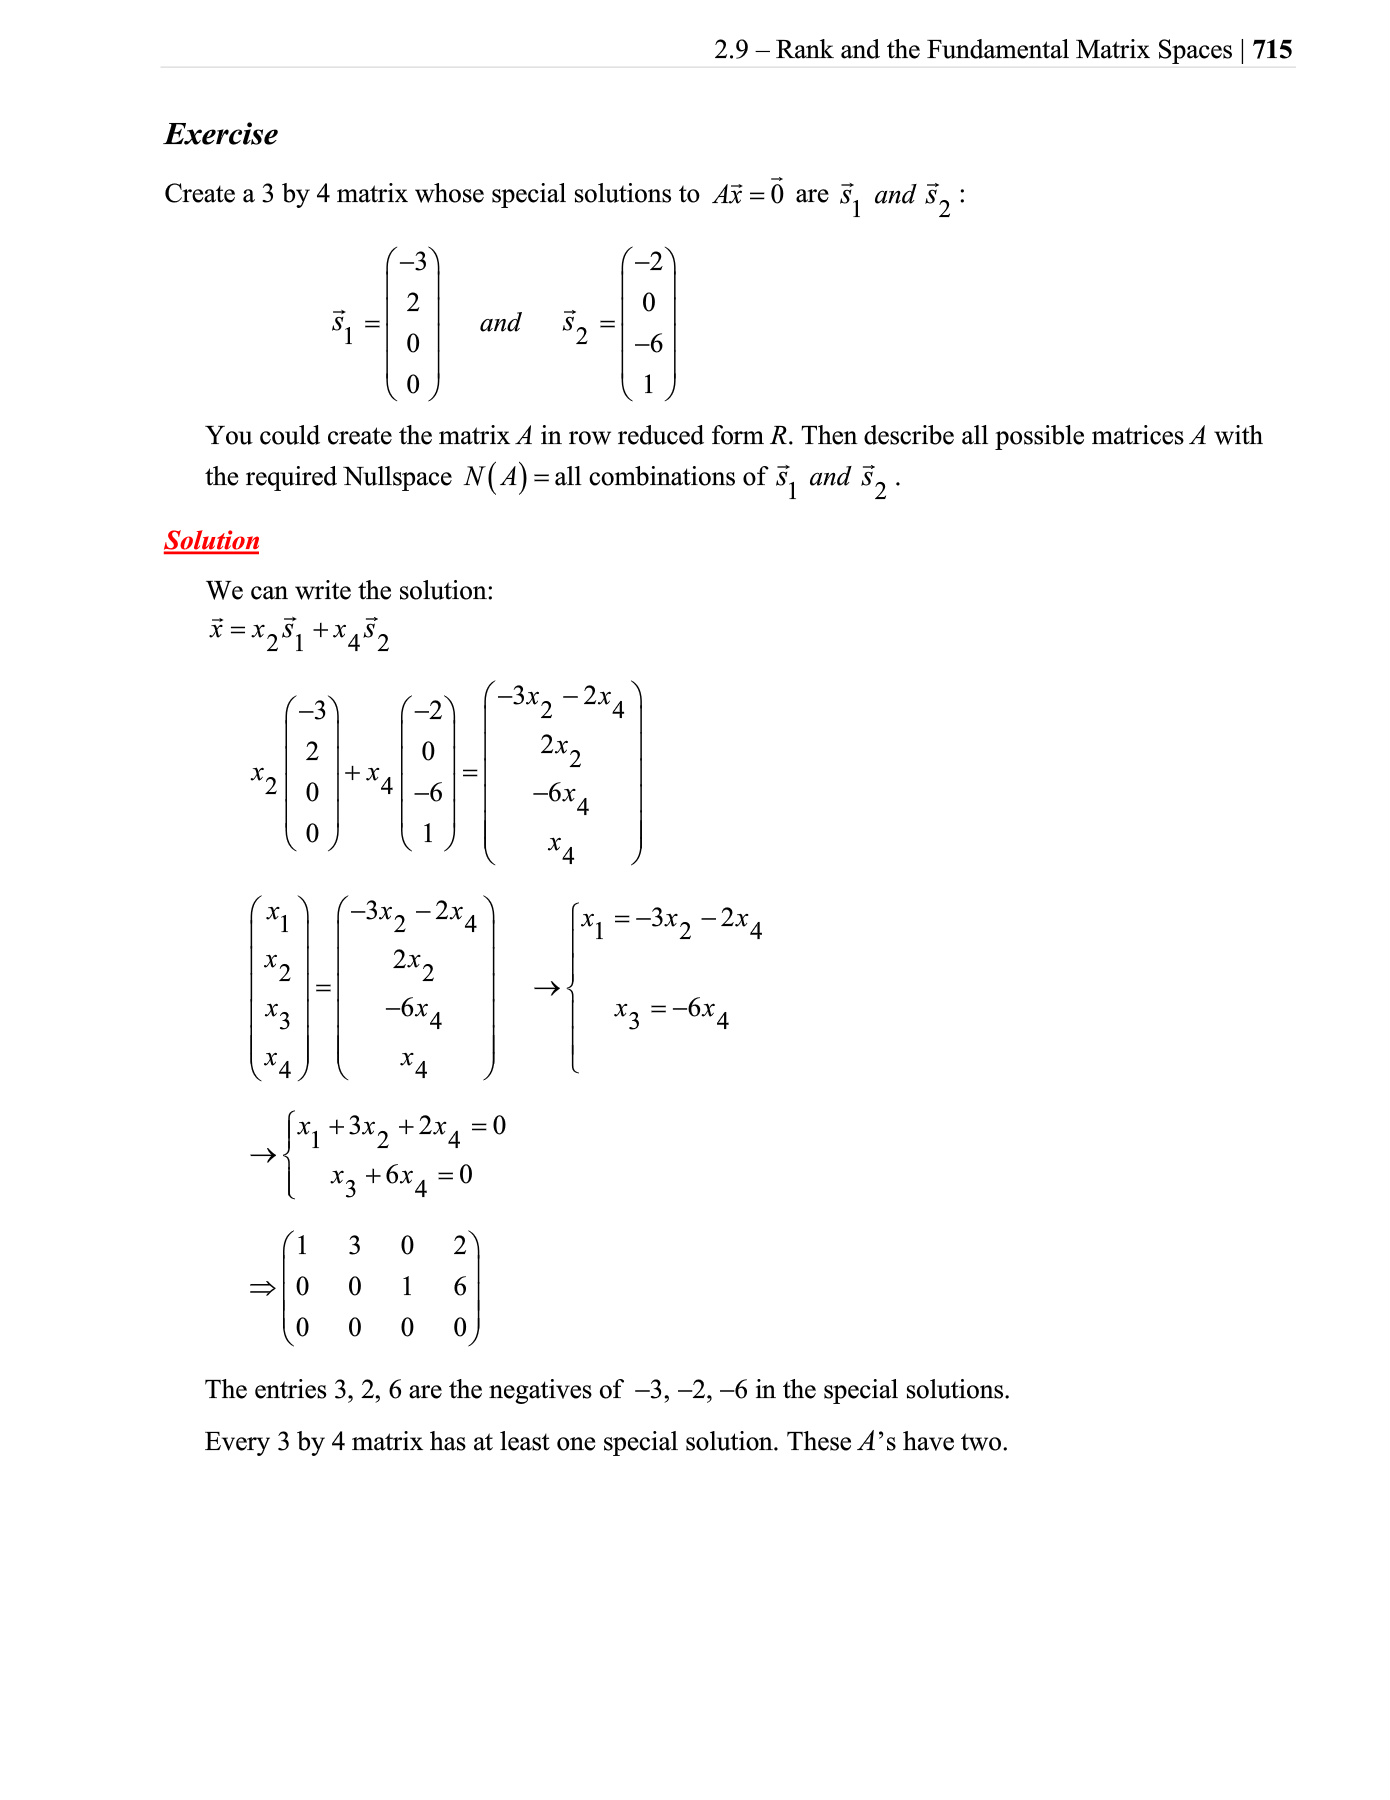 2.9 – Rank and the Fundamental Matrix Spaces | 715
Exercise
Create a 3 by 4 matrix whose special solutions to $A\vec{x} = \vec{0}$ are $\vec{s}_1$ and $\vec{s}_2$ :
$\vec{s}_1 = \begin{pmatrix} -3 \\ 2 \\ 0 \\ 0 \end{pmatrix}$ and $\vec{s}_2 = \begin{pmatrix} -2 \\ 0 \\ -6 \\ 1 \end{pmatrix}$
You could create the matrix A in row reduced form R. Then describe all possible matrices A with
the required Nullspace $N(A) =$ all combinations of $\vec{s}_1$ and $\vec{s}_2$ .
Solution
We can write the solution:
$\vec{x} = x_2 \vec{s}_1 + x_4 \vec{s}_2$
$x_2 \begin{pmatrix} -3 \\ 2 \\ 0 \\ 0 \end{pmatrix} + x_4 \begin{pmatrix} -2 \\ 0 \\ -6 \\ 1 \end{pmatrix} = \begin{pmatrix} -3x_2 - 2x_4 \\ 2x_2 \\ -6x_4 \\ x_4 \end{pmatrix}$
$\begin{pmatrix} x_1 \\ x_2 \\ x_3 \\ x_4 \end{pmatrix} = \begin{pmatrix} -3x_2 - 2x_4 \\ 2x_2 \\ -6x_4 \\ x_4 \end{pmatrix} \rightarrow \begin{cases} x_1 = -3x_2 - 2x_4 \\ \\ x_3 = -6x_4 \end{cases}$
$\rightarrow \begin{cases} x_1 + 3x_2 + 2x_4 = 0 \\ x_3 + 6x_4 = 0 \end{cases}$
$\Rightarrow \begin{pmatrix} 1 & 3 & 0 & 2 \\ 0 & 0 & 1 & 6 \\ 0 & 0 & 0 & 0 \end{pmatrix}$
The entries 3, 2, 6 are the negatives of –3, –2, –6 in the special solutions.
Every 3 by 4 matrix has at least one special solution. These A’s have two.